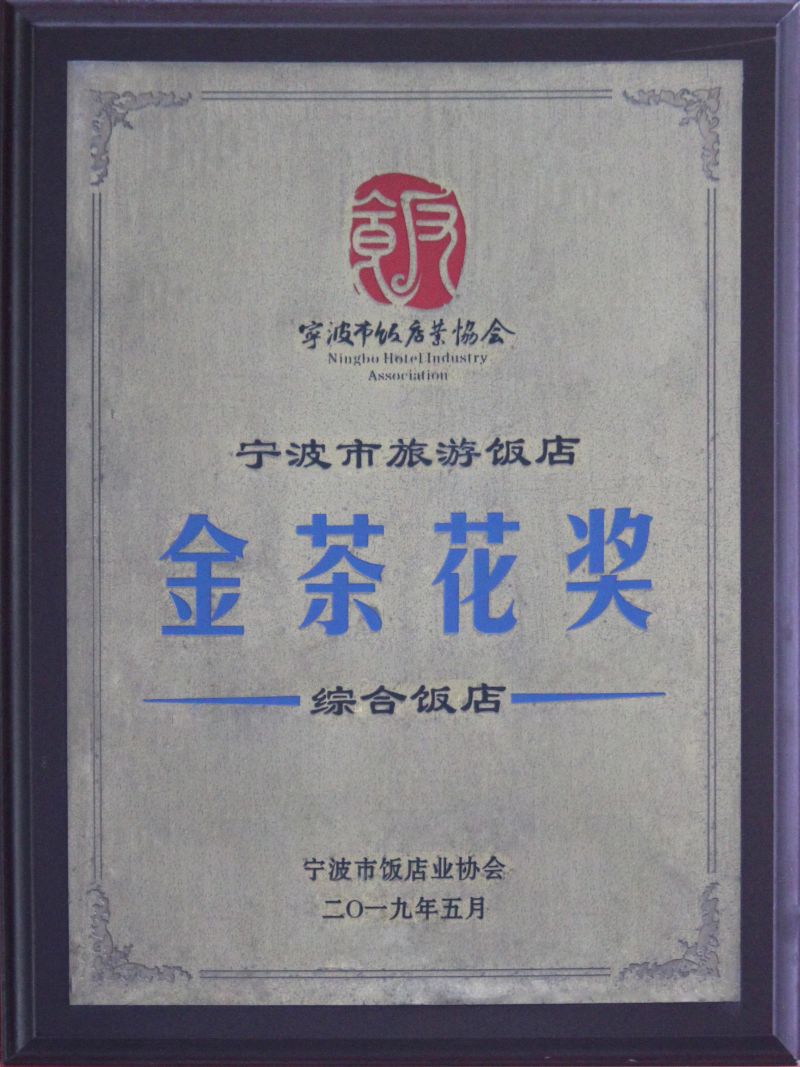 饭
宁波市饭店业协会
Ningbo Hotel Industry
Association
宁波市旅游饭店
金茶花奖
综合饭店
宁波市饭店业协会
二〇一九年五月